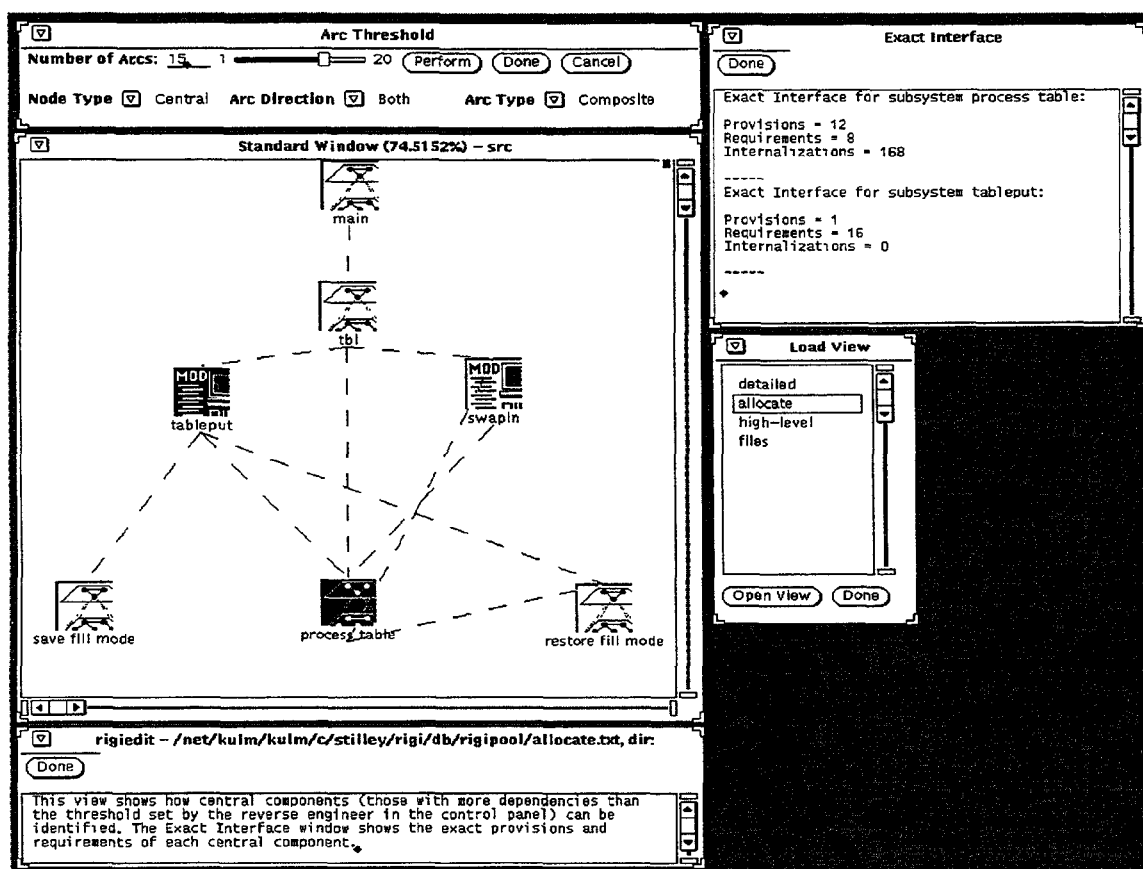 Arc Threshold
Number of Arcs: 15 1 20 Perform Done Cancel
Node Type Central Arc Direction Both Arc Type Composite
Standard Window (74.5152%) – src
main
tbl
MOD
tableput
MOD
swapin
save fill mode
process table
restore fill mode
rigiedit – /net/kulm/kulm/c/stilley/rigi/db/rigipool/allocate.txt, dir:
Done
This view shows how central components (those with more dependencies than
the threshold set by the reverse engineer in the control panel) can be
identified. The Exact Interface window shows the exact provisions and
requirements of each central component.
Exact Interface
Done
Exact Interface for subsystem process table:
Provisions = 12
Requirements = 8
Internalizations = 168
-----
Exact Interface for subsystem tableput:
Provisions = 1
Requirements = 16
Internalizations = 0
-----
Load View
detailed
allocate
high-level
files
Open View Done